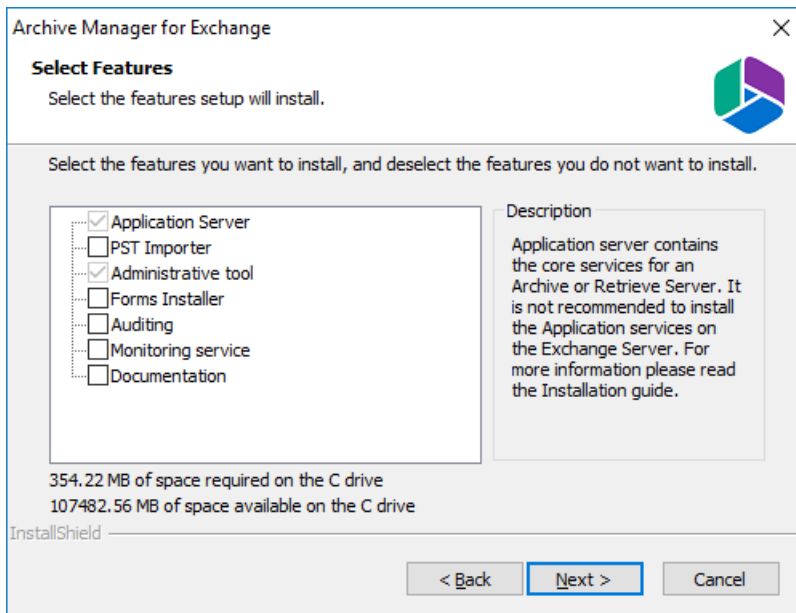 Archive Manager for Exchange
Select Features
Select the features setup will install.
Select the features you want to install, and deselect the features you do not want to install.
Application Server
PST Importer
Administrative tool
Forms Installer
Auditing
Monitoring service
Documentation
Description
Application server contains
the core services for an
Archive or Retrieve Server. It
is not recommended to install
the Application services on
the Exchange Server. For
more information please read
the Installation guide.
354.22 MB of space required on the C drive
107482.56 MB of space available on the C drive
InstallShield
< Back
Next >
Cancel